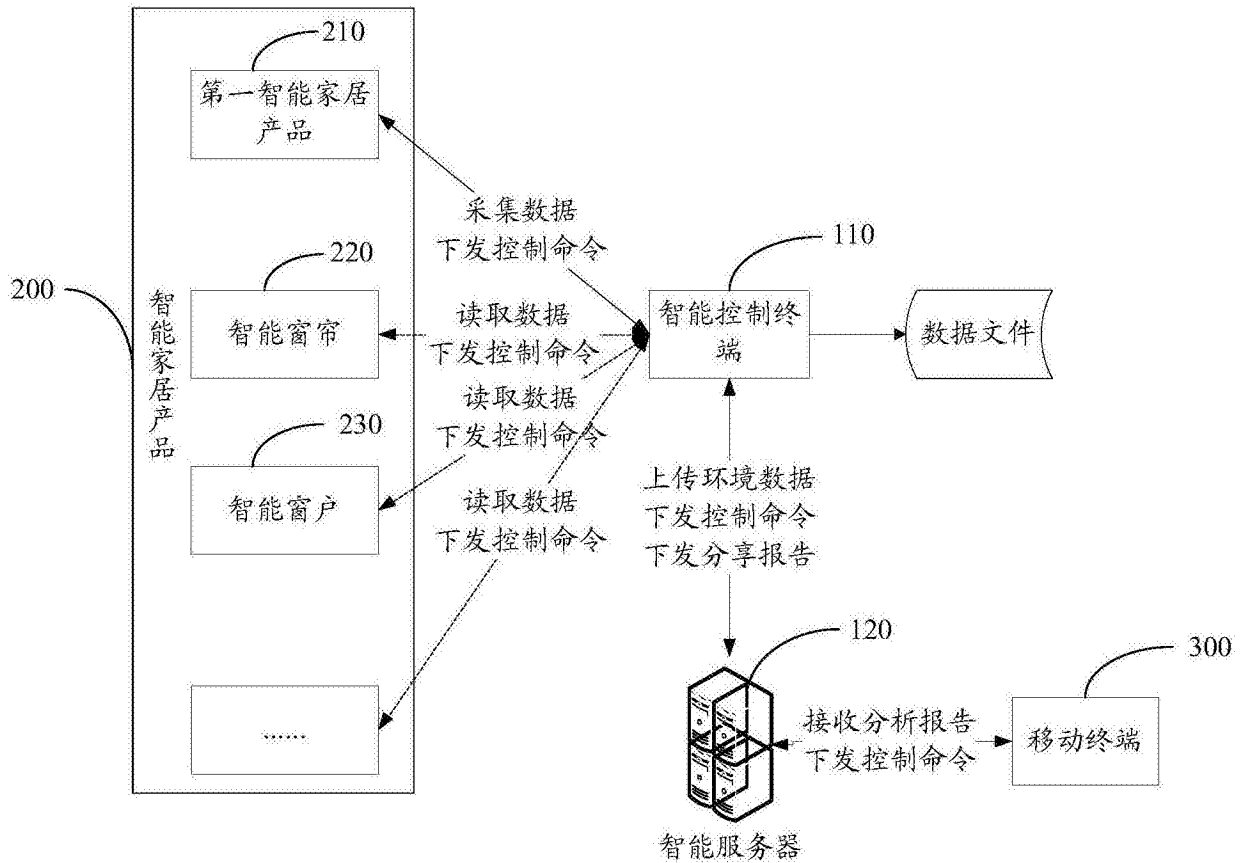 210
第一智能家居
产品
采集数据
下发控制命令
110
220
200
智能家居产品
智能窗帘
读取数据
下发控制命令
智能控制终
端
数据文件
读取数据
下发控制命令
230
智能窗户
读取数据
下发控制命令
上传环境数据
下发控制命令
下发分享报告
120
300
......
接收分析报告
下发控制命令
移动终端
智能服务器